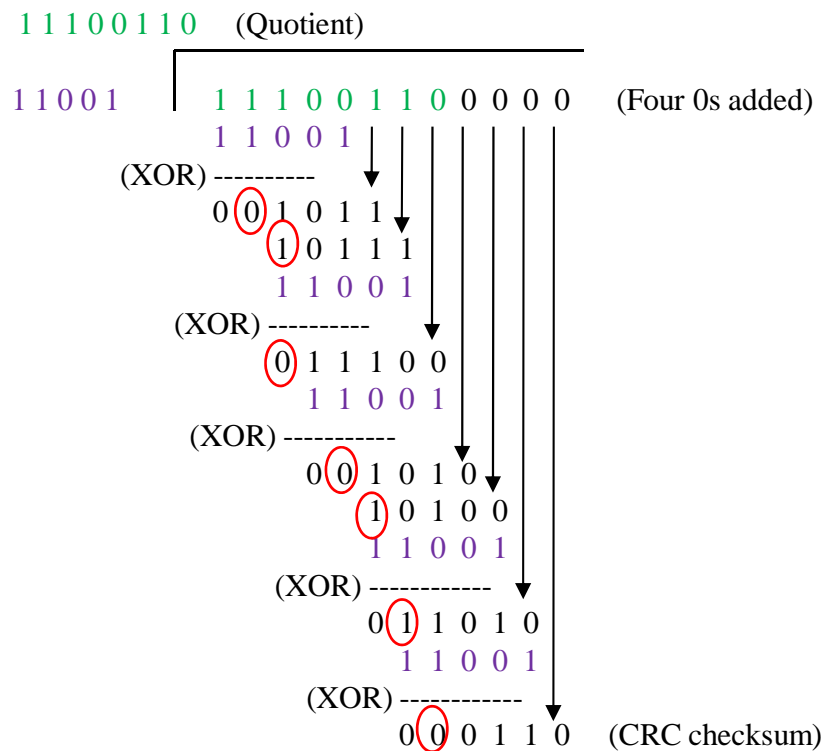 1 1 1 0 0 1 1 0 (Quotient)
1 1 0 0 1 1 1 1 0 0 1 1 0 0 0 0 0 (Four 0s added)
1 1 0 0 1
(XOR) ----------
0 0 1 0 1 1
1 0 1 1 1
1 1 0 0 1
(XOR) ----------
0 1 1 1 0 0
1 1 0 0 1
(XOR) -----------
0 0 1 0 1 0
1 0 1 0 0
1 1 0 0 1
(XOR) ------------
0 1 1 0 1 0
1 1 0 0 1
(XOR) ------------
0 0 0 1 1 0 (CRC checksum)